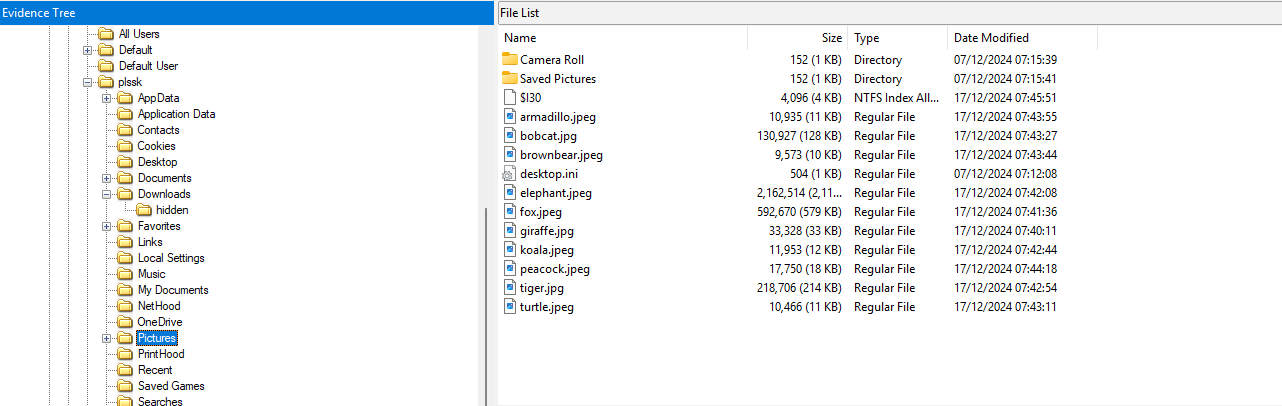 Evidence Tree
All Users
Default
Default User
plssk
AppData
Application Data
Contacts
Cookies
Desktop
Documents
Downloads
hidden
Favorites
Links
Local Settings
Music
My Documents
NetHood
OneDrive
Pictures
PrintHood
Recent
Saved Games
Searches
File List
Name Size Type Date Modified
Camera Roll 152 (1 KB) Directory 07/12/2024 07:15:39
Saved Pictures 152 (1 KB) Directory 07/12/2024 07:15:41
$I30 4,096 (4 KB) NTFS Index All... 17/12/2024 07:45:51
armadillo.jpeg 10,935 (11 KB) Regular File 17/12/2024 07:43:55
bobcat.jpg 130,927 (128 KB) Regular File 17/12/2024 07:43:27
brownbear.jpeg 9,573 (10 KB) Regular File 17/12/2024 07:43:44
desktop.ini 504 (1 KB) Regular File 07/12/2024 07:12:08
elephant.jpeg 2,162,514 (2,11... Regular File 17/12/2024 07:42:08
fox.jpeg 592,670 (579 KB) Regular File 17/12/2024 07:41:36
giraffe.jpg 33,328 (33 KB) Regular File 17/12/2024 07:40:11
koala.jpeg 11,953 (12 KB) Regular File 17/12/2024 07:42:44
peacock.jpeg 17,750 (18 KB) Regular File 17/12/2024 07:44:18
tiger.jpg 218,706 (214 KB) Regular File 17/12/2024 07:42:54
turtle.jpeg 10,466 (11 KB) Regular File 17/12/2024 07:43:11